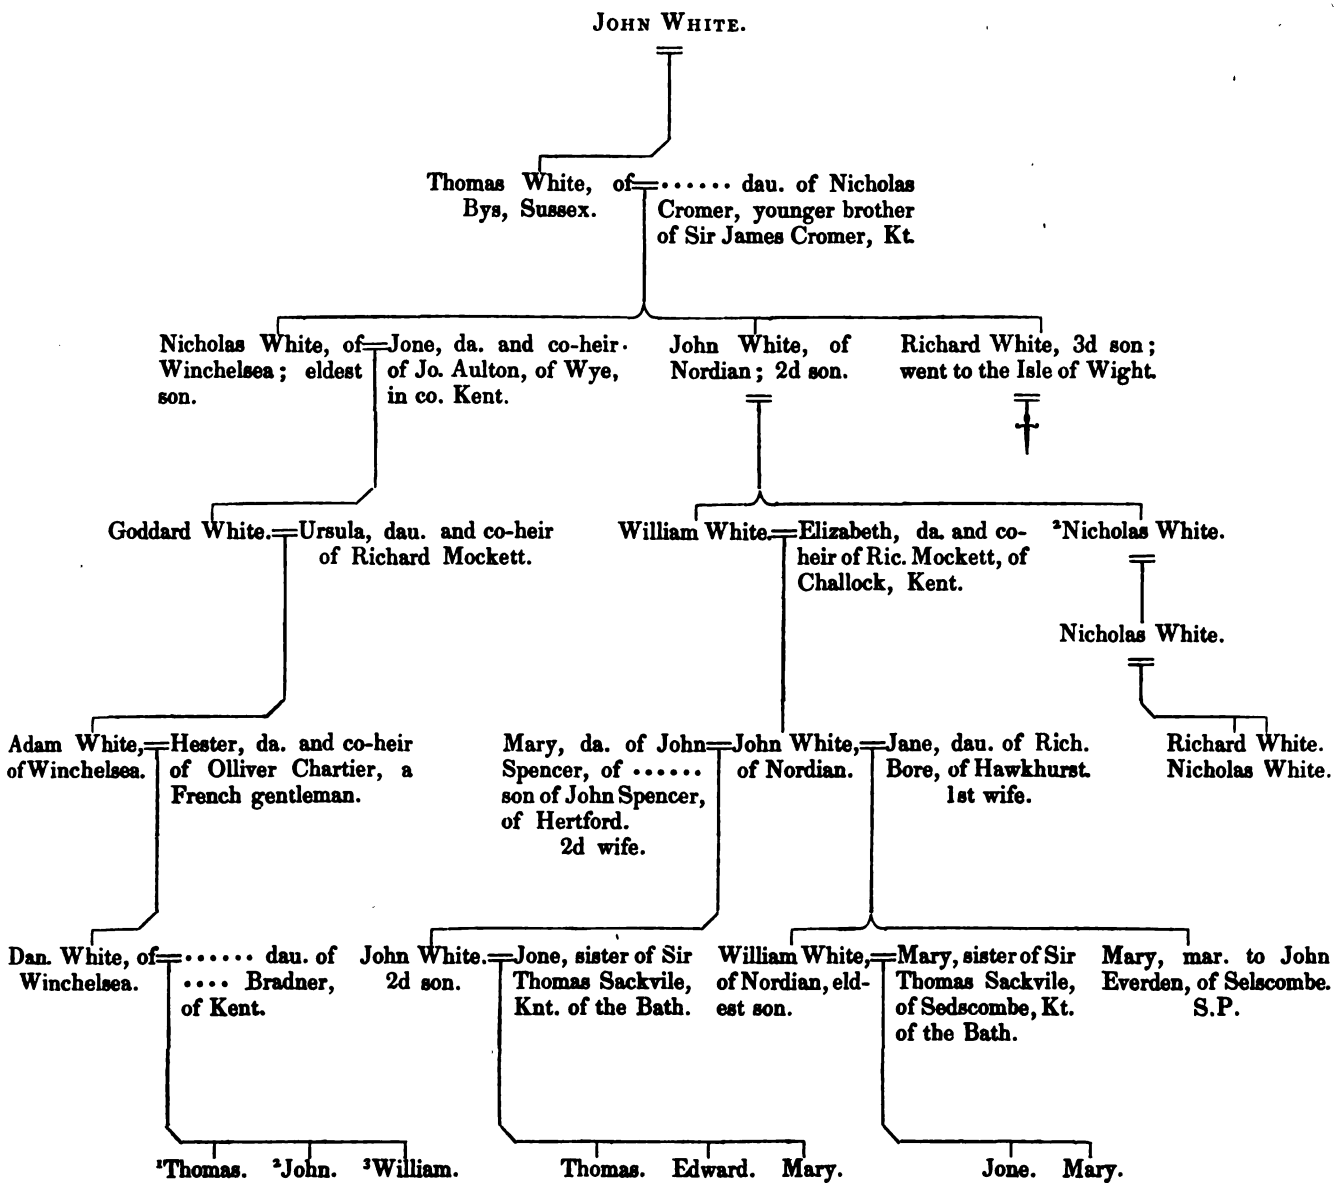 JOHN WHITE.
Thomas White, of
Bys, Sussex.
······ dau. of Nicholas
Cromer, younger brother
of Sir James Cromer, Kt.
Nicholas White, of
Winchelsea; eldest
son.
Jone, da. and co-heir
of Jo. Aulton, of Wye,
in co. Kent.
John White, of
Nordian; 2d son.
Richard White, 3d son;
went to the Isle of Wight.
Goddard White.
Ursula, dau. and co-heir
of Richard Mockett.
William White.
Elizabeth, da. and co-
heir of Ric. Mockett, of
Challock, Kent.
²Nicholas White.
Nicholas White.
Adam White,
of Winchelsea.
Hester, da. and co-heir
of Olliver Chartier, a
French gentleman.
Mary, da. of John
Spencer, of ······
son of John Spencer,
of Hertford.
2d wife.
John White,
of Nordian.
Jane, dau. of Rich.
Bore, of Hawkhurst.
1st wife.
Richard White.
Nicholas White.
Dan. White, of
Winchelsea.
······ dau. of
···· Bradner,
of Kent.
John White.
2d son.
Jone, sister of Sir
Thomas Sackvile,
Knt. of the Bath.
William White,
of Nordian, eld-
est son.
Mary, sister of Sir
Thomas Sackvile,
of Sedscombe, Kt.
of the Bath.
Mary, mar. to John
Everden, of Selscombe.
S.P.
¹Thomas. ²John. ³William.
Thomas. Edward. Mary.
Jone. Mary.